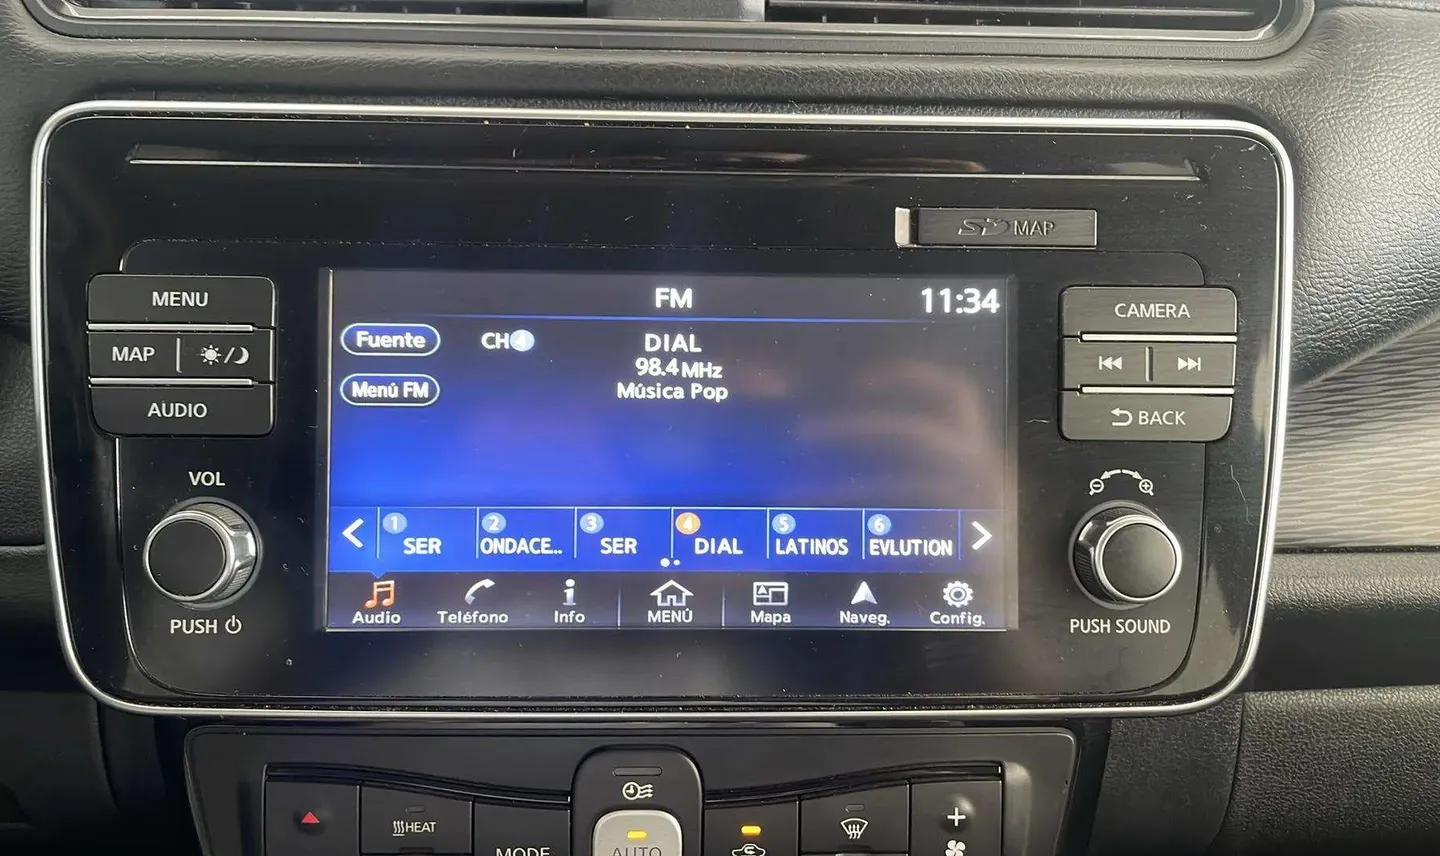 SD MAP
MENU
MAP
AUDIO
VOL
PUSH
FM
11:34
Fuente
CH4
DIAL
98.4 MHz
Música Pop
Menú FM
1 SER
2 ONDACE...
3 SER
4 DIAL
5 LATINOS
6 EVLUTION
Audio
Teléfono
Info
MENÚ
Mapa
Naveg.
Config.
CAMERA
BACK
PUSH SOUND
HEAT
MODE
AUTO
+